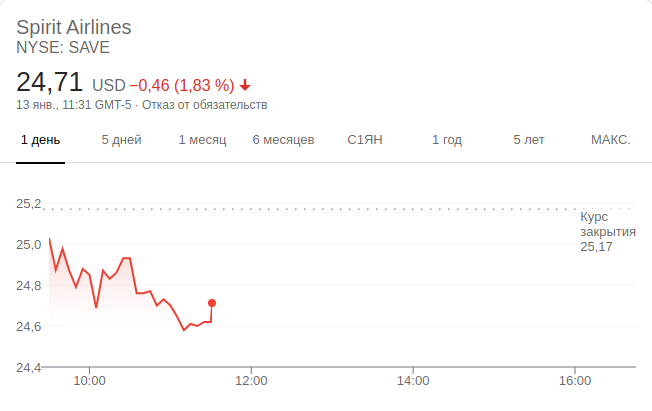 Spirit Airlines
NYSE: SAVE
24,71 USD −0,46 (1,83 %)
13 янв., 11:31 GMT-5 · Отказ от обязательств
1 день 5 дней 1 месяц 6 месяцев С1ЯН 1 год 5 лет МАКС.
25,2
Курс
закрытия
25,17
25,0
24,8
24,6
24,4
10:00 12:00 14:00 16:00